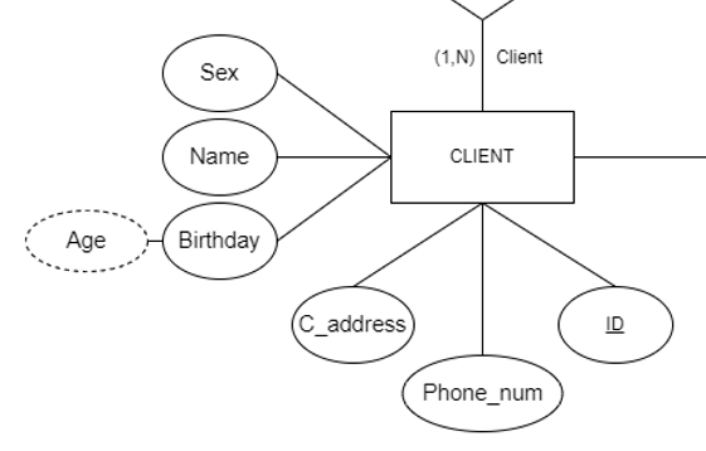 (1,N) Client
Sex
Name
CLIENT
Age
Birthday
C_address
ID
Phone_num